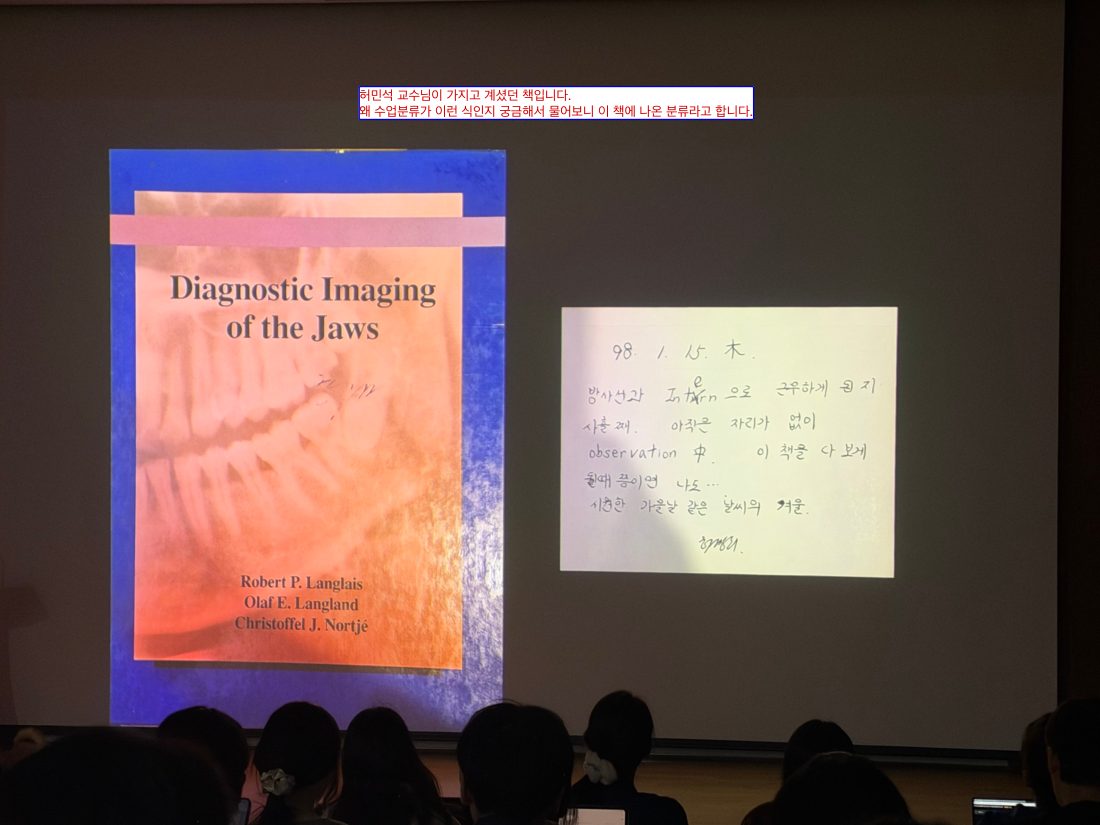 허민석 교수님이 가지고 계셨던 책입니다.
왜 수업분류가 이런 식인지 궁금해서 물어보니 이 책에 나온 분류라고 합니다.
Diagnostic Imaging
of the Jaws
Robert P. Langlais
Olaf E. Langland
Christoffel J. Nortjé
98. 1. 15. 木.
방사선과 Intern 으로 근무하게 된 지
사흘 째. 아직은 자리가 없이
observation 中. 이 책을 다 보게
될때 쯤이면 나도…
시원한 가을날 같은 날씨의 겨울.